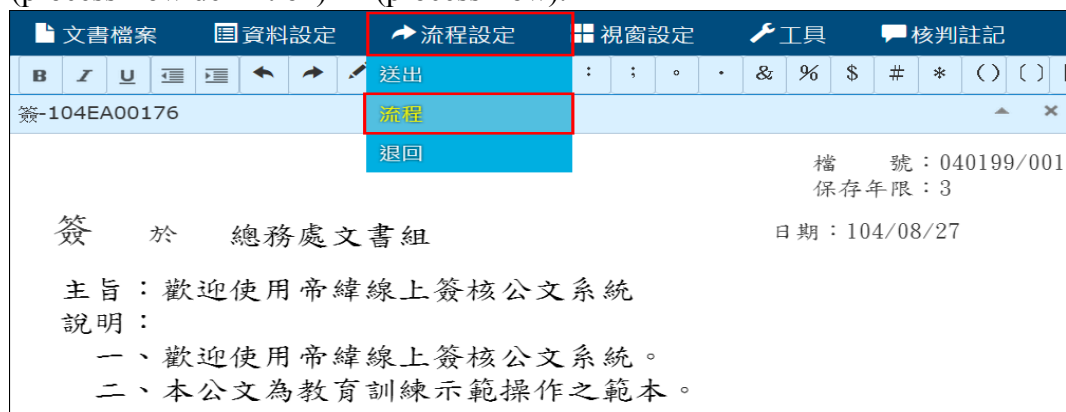 文書檔案 資料設定 流程設定 視窗設定 工具 核判註記
B I U 送出 : ; 。 · & % $ # * () 〔〕
簽-104EA00176 流程
退回
檔 號：040199/001
保存年限：3
簽 於 總務處文書組 日期：104/08/27
主旨：歡迎使用帝緯線上簽核公文系統
說明：
一、歡迎使用帝緯線上簽核公文系統。
二、本公文為教育訓練示範操作之範本。